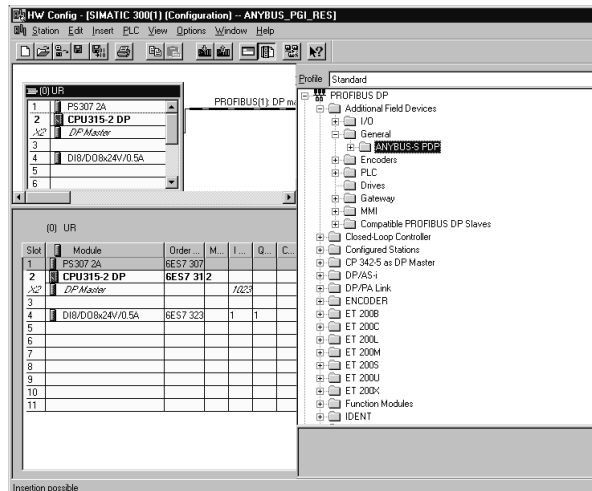 HW Config - [SIMATIC 300(1) (Configuration) -- ANYBUS_PGI_RES]
Station Edit Insert PLC View Options Window Help
(0) UR
1 PS307 2A
2 CPU315-2 DP
X2 DP Master
3
4 DI8/DO8x24V/0.5A
5
6
PROFIBUS(1): DP ma
(0) UR
Slot Module Order ... M... I ... Q... C...
1 PS307 2A 6ES7 307
2 CPU315-2 DP 6ES7 31 2
X2 DP Master 1023
3
4 DI8/DO8x24V/0.5A 6ES7 323 1 1
5
6
7
8
9
10
11
Profile Standard
PROFIBUS DP
Additional Field Devices
I/O
General
ANYBUS-S PDP
Encoders
PLC
Drives
Gateway
MMI
Compatible PROFIBUS DP Slaves
Closed-Loop Controller
Configured Stations
CP 342-5 as DP Master
DP/AS-i
DP/PA Link
ENCODER
ET 200B
ET 200C
ET 200L
ET 200M
ET 200S
ET 200U
ET 200X
Function Modules
IDENT
Insertion possible